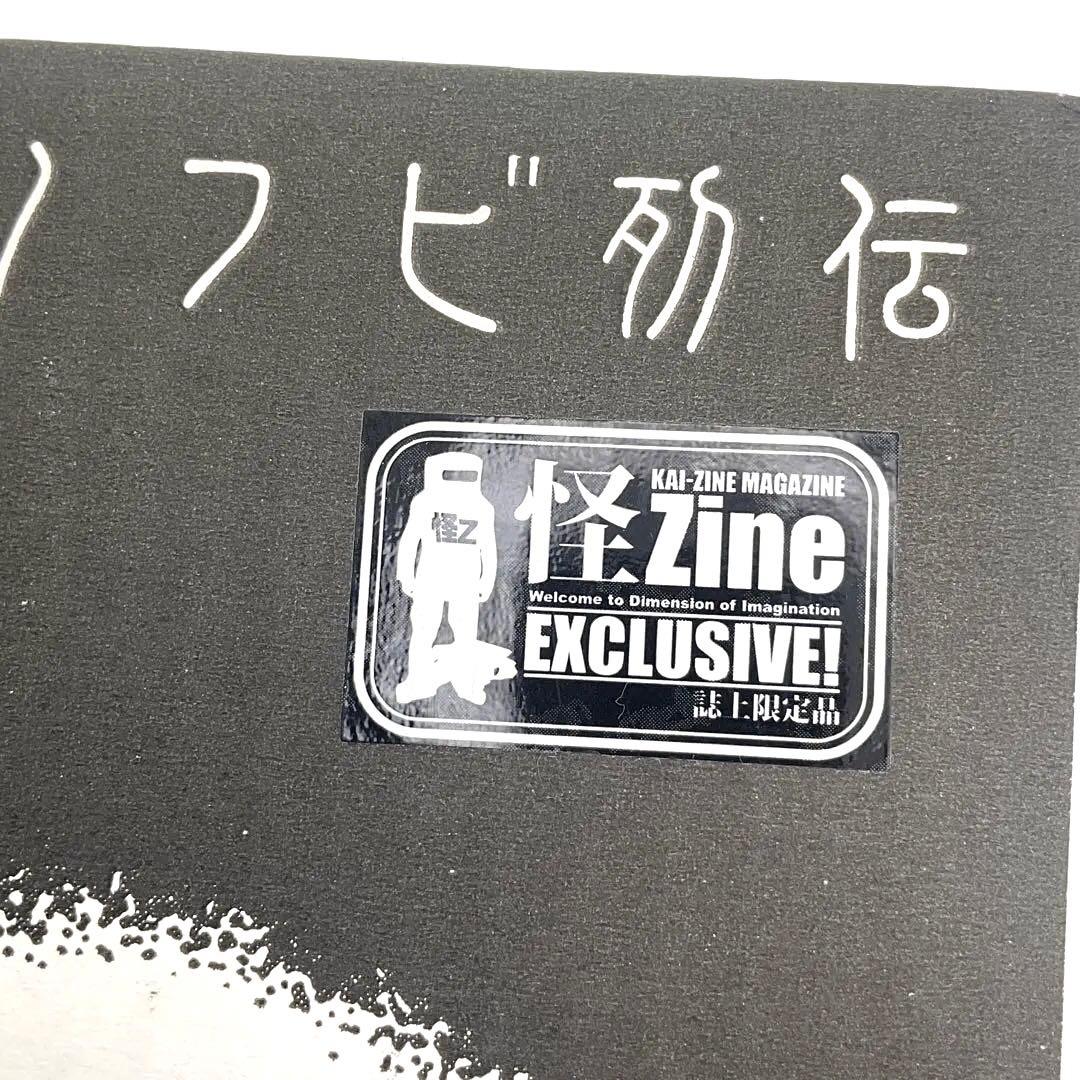 フビ列伝
怪Z
KAI-ZINE MAGAZINE
怪Zine
Welcome to Dimension of Imagination
EXCLUSIVE!
誌上限定品